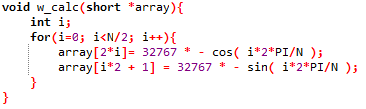 void w_calc(short *array){
    int i;
    for(i=0; i<N/2; i++){
        array[2*i]= 32767 * - cos( i*2*PI/N );
        array[i*2 + 1] = 32767 * - sin( i*2*PI/N );
    }
}